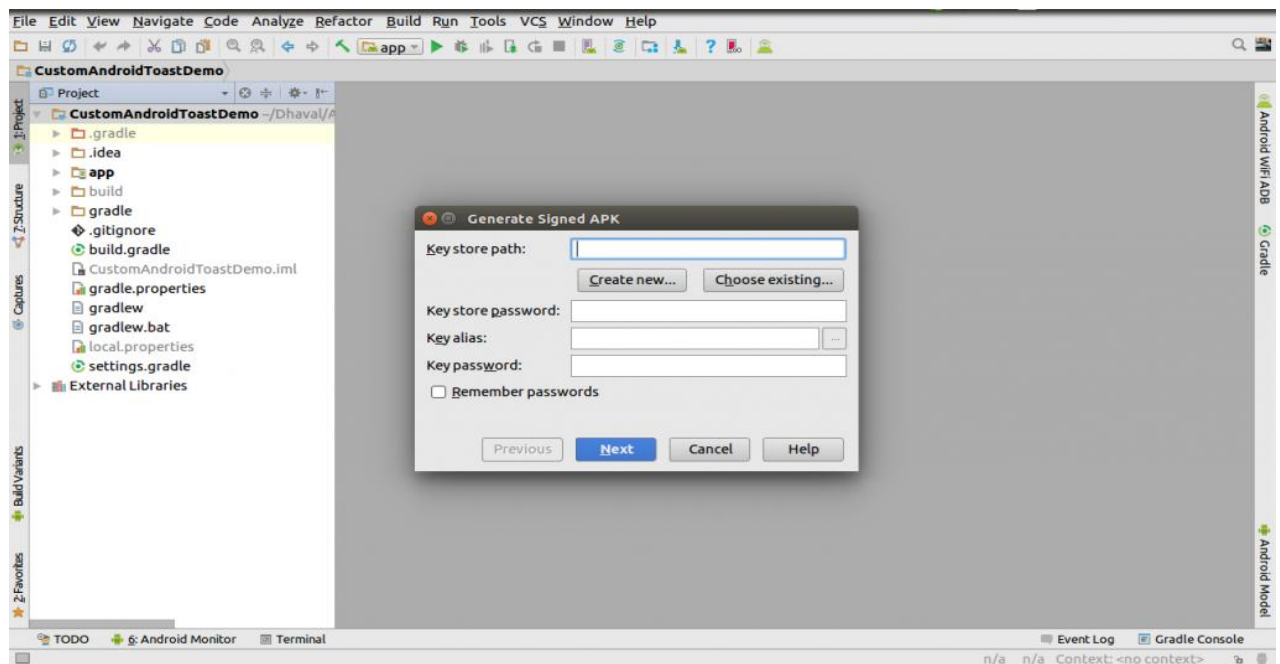 File Edit View Navigate Code Analyze Refactor Build Run Tools VCS Window Help
app
CustomAndroidToastDemo
Project
CustomAndroidToastDemo ~/Dhaval/A
.gradle
.idea
app
build
gradle
.gitignore
build.gradle
CustomAndroidToastDemo.iml
gradle.properties
gradlew
gradlew.bat
local.properties
settings.gradle
External Libraries
1: Project
7: Structure
Captures
Build Variants
2: Favorites
Generate Signed APK
Key store path:
Create new...
Choose existing...
Key store password:
Key alias:
...
Key password:
Remember passwords
Previous
Next
Cancel
Help
Android WiFi ADB
Gradle
Android Model
TODO
6: Android Monitor
Terminal
Event Log
Gradle Console
n/a n/a Context: <no context>